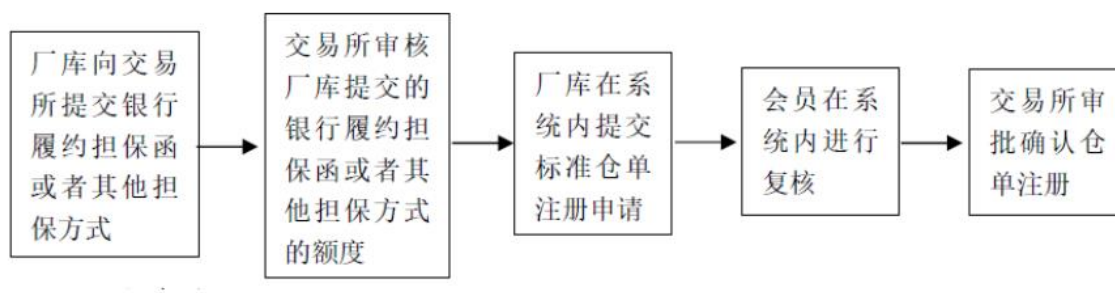 厂库向交易
所提交银行
履约担保函
或者其他担
保方式
交易所审核
厂库提交的
银行履约担
保函或者其
他担保方式
的额度
厂库在系
统内提交
标准仓单
注册申请
会员在系
统内进行
复核
交易所审
批确认仓
单注册